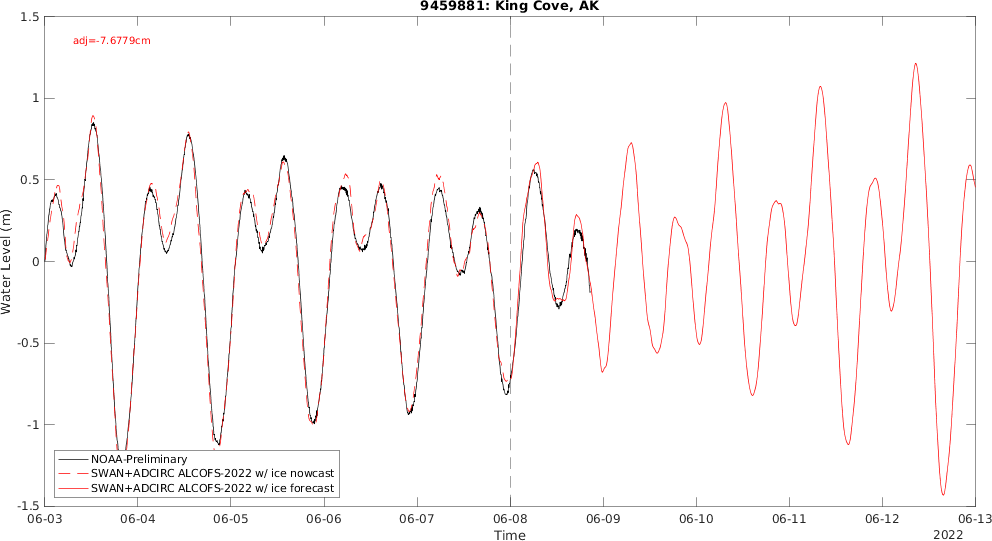 9459881: King Cove, AK
adj=-7.6779cm
Water Level (m)
1.5
1
0.5
0
-0.5
-1
-1.5
NOAA-Preliminary
SWAN+ADCIRC ALCOFS-2022 w/ ice nowcast
SWAN+ADCIRC ALCOFS-2022 w/ ice forecast
06-03 06-04 06-05 06-06 06-07 06-08 06-09 06-10 06-11 06-12 06-13
Time
2022